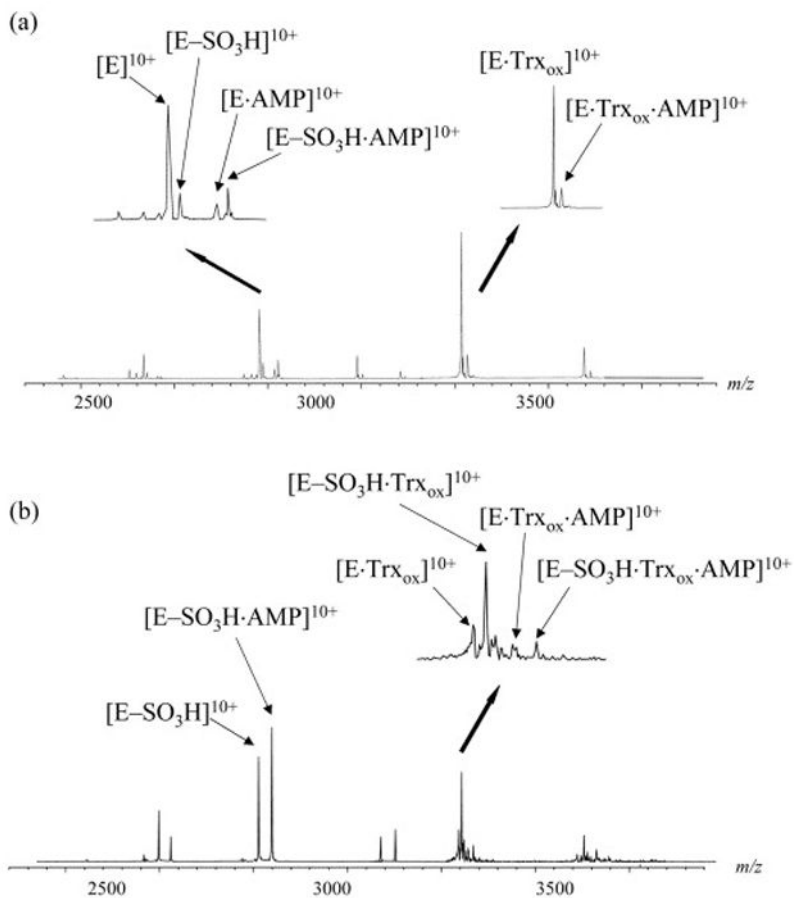 (a)
[E]¹⁰⁺
[E–SO₃H]¹⁰⁺
[E·AMP]¹⁰⁺
[E–SO₃H·AMP]¹⁰⁺
[E·Trxₒₓ]¹⁰⁺
[E·Trxₒₓ·AMP]¹⁰⁺
2500 3000 3500 m/z
(b)
[E–SO₃H·Trxₒₓ]¹⁰⁺
[E·Trxₒₓ·AMP]¹⁰⁺
[E·Trxₒₓ]¹⁰⁺
[E–SO₃H·Trxₒₓ·AMP]¹⁰⁺
[E–SO₃H·AMP]¹⁰⁺
[E–SO₃H]¹⁰⁺
2500 3000 3500 m/z